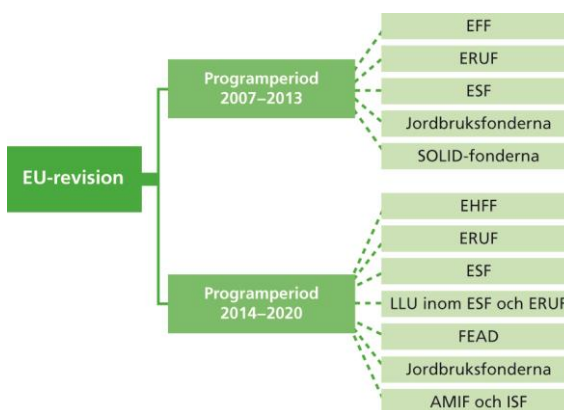 EU-revision
Programperiod
2007–2013
EFF
ERUF
ESF
Jordbruksfonderna
SOLID-fonderna
Programperiod
2014–2020
EHFF
ERUF
ESF
LLU inom ESF och ERUF
FEAD
Jordbruksfonderna
AMIF och ISF